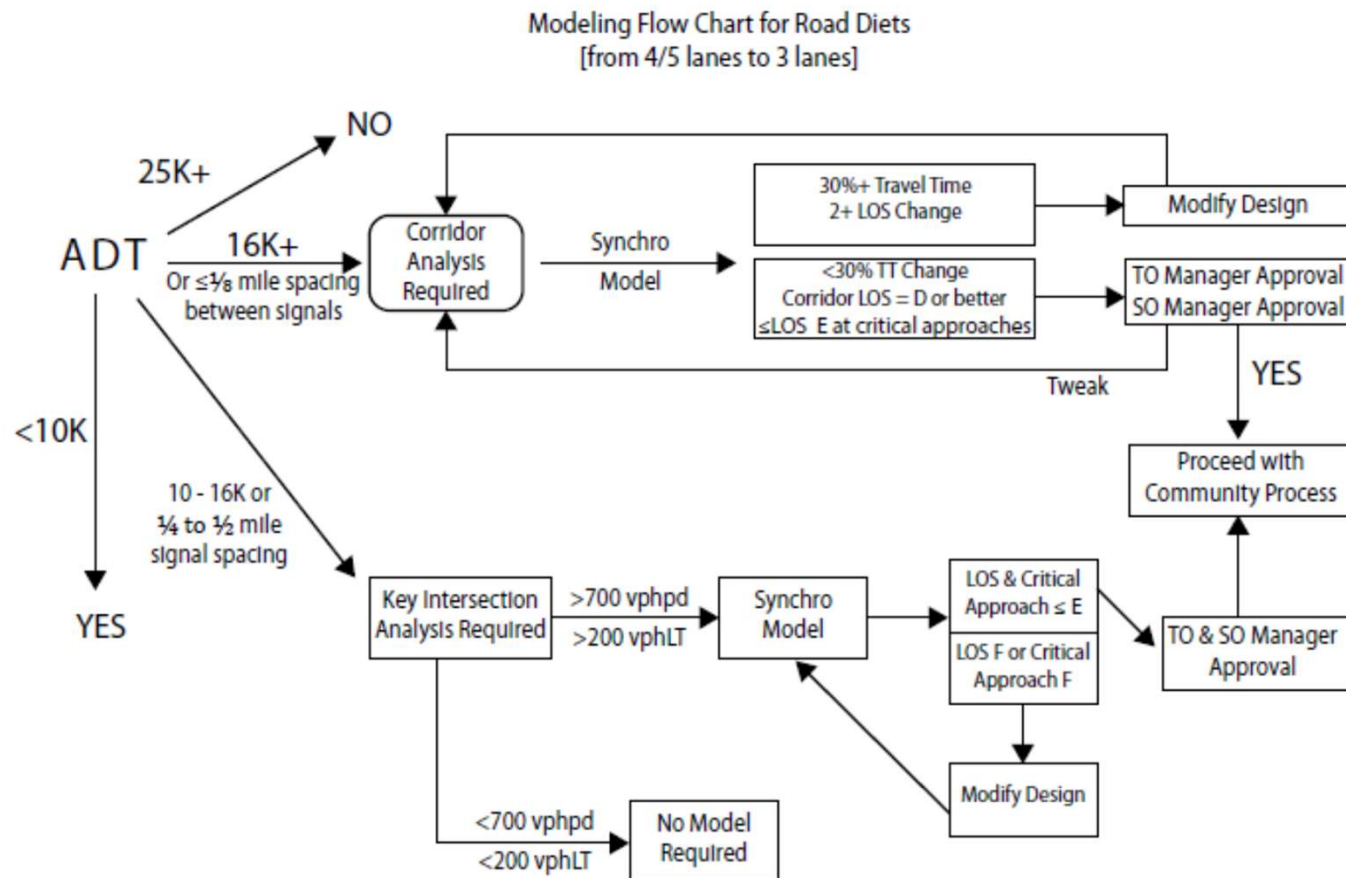 Modeling Flow Chart for Road Diets
[from 4/5 lanes to 3 lanes]
NO
25K+
ADT
16K+
Or ≤⅛ mile spacing
between signals
Corridor
Analysis
Required
Synchro
Model
30%+ Travel Time
2+ LOS Change
Modify Design
<30% TT Change
Corridor LOS = D or better
≤LOS E at critical approaches
TO Manager Approval
SO Manager Approval
Tweak
YES
<10K
YES
10 - 16K or
¼ to ½ mile
signal spacing
Proceed with
Community Process
Key Intersection
Analysis Required
>700 vphpd
>200 vphLT
Synchro
Model
LOS & Critical
Approach ≤ E
LOS F or Critical
Approach F
TO & SO Manager
Approval
Modify Design
<700 vphpd
<200 vphLT
No Model
Required